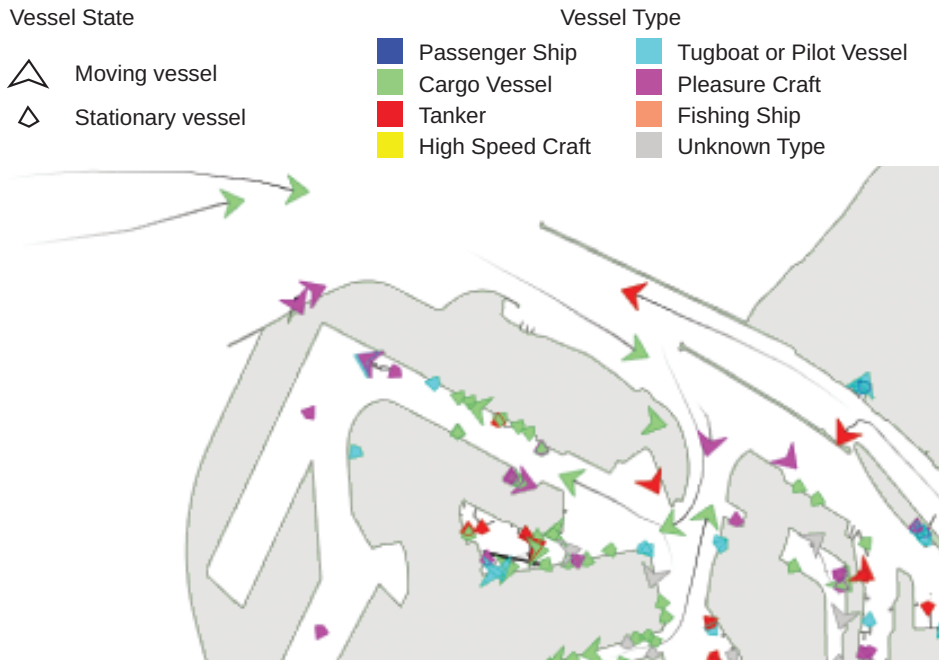 Vessel State
Moving vessel
Stationary vessel
Vessel Type
Passenger Ship
Cargo Vessel
Tanker
High Speed Craft
Tugboat or Pilot Vessel
Pleasure Craft
Fishing Ship
Unknown Type